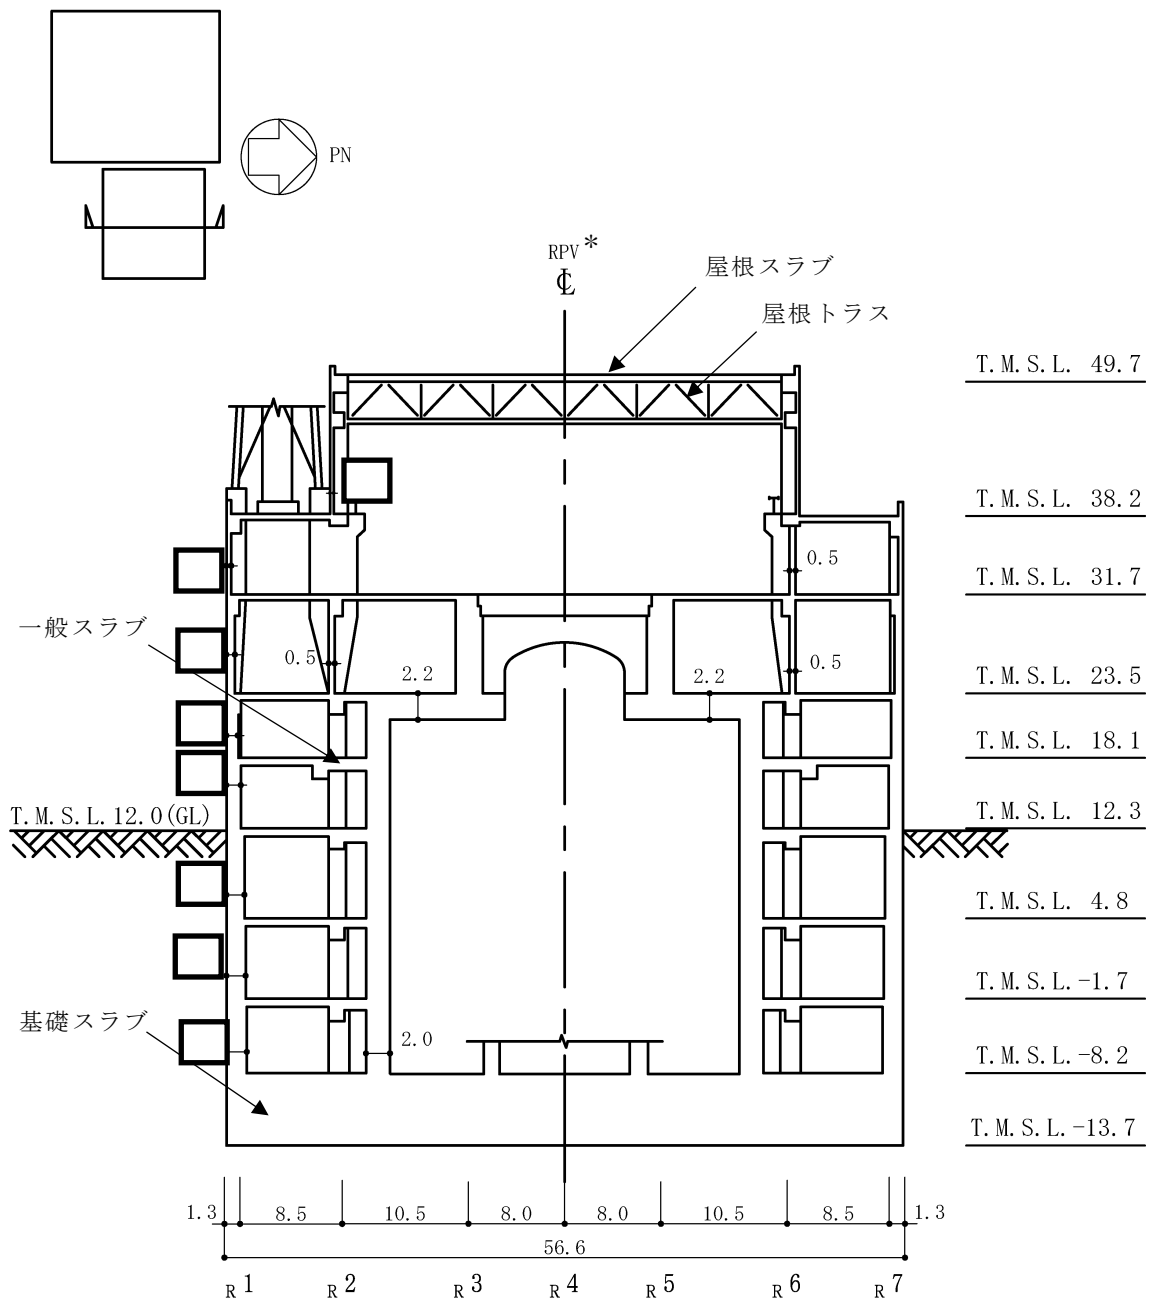 PN
RPV*
℄
屋根スラブ
屋根トラス
T.M.S.L. 49.7
T.M.S.L. 38.2
0.5
T.M.S.L. 31.7
一般スラブ
0.5
2.2
2.2
0.5
T.M.S.L. 23.5
T.M.S.L. 18.1
T.M.S.L.12.0(GL)
T.M.S.L. 12.3
T.M.S.L. 4.8
T.M.S.L.-1.7
基礎スラブ
2.0
T.M.S.L.-8.2
T.M.S.L.-13.7
1.3 8.5 10.5 8.0 8.0 10.5 8.5 1.3
56.6
R1 R2 R3 R4 R5 R6 R7